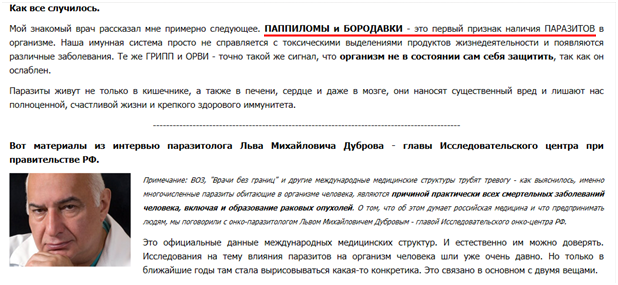 Как все случилось.
Мой знакомый врач рассказал мне примерно следующее. ПАППИЛОМЫ и БОРОДАВКИ - это первый признак наличия ПАРАЗИТОВ в
организме. Наша имунная система просто не справляется с токсическими выделениями продуктов жизнедеятельности и появляются
различные заболевания. Те же ГРИПП и ОРВИ - точно такой же сигнал, что организм не в состоянии сам себя защитить, так как он
ослаблен.
Паразиты живут не только в кишечнике, а также в печени, сердце и даже в мозге, они наносят существенный вред и лишают нас
полноценной, счастливой жизни и крепкого здорового иммунитета.
Вот материалы из интервью паразитолога Льва Михайловича Дуброва - главы Исследовательского центра при
правительстве РФ.
Примечание: ВОЗ, "Врачи без границ" и другие международные медицинские структуры трубят тревогу - как выяснилось, именно
многочисленные паразиты обитающие в организме человека, являются причиной практически всех смертельных заболеваний
человека, включая и образование раковых опухолей. О том, что об этом думает российская медицина и что предпринимать
людям, мы поговорили с онко-паразитологом Львом Михайловичем Дубровым - главой Исследовательского онко-центра РФ.
Это официальные данные международных медицинских структур. И естественно им можно доверять.
Исследования на тему влияния паразитов на организм человека шли уже очень давно. Но только в
ближайшие годы там стала вырисовываться какая-то конкретика. Это связано в основном с двумя вещами.